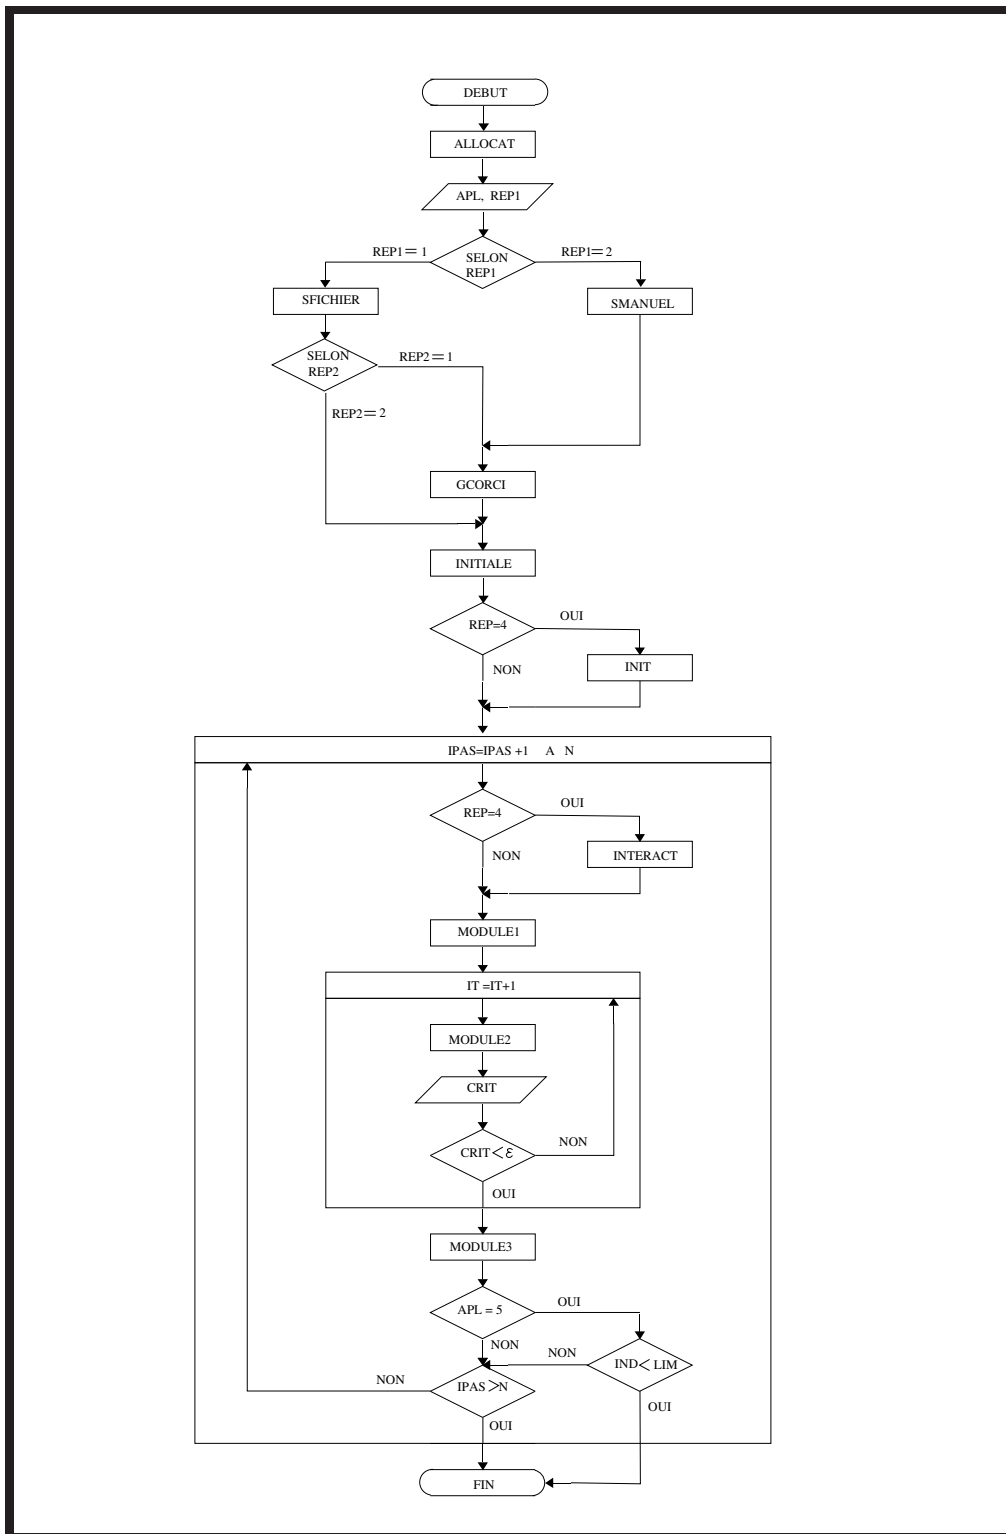 DEBUT
ALLOCAT
APL, REP1
REP1= 1
SELON
REP1
REP1= 2
SFICHIER
SMANUEL
SELON
REP2
REP2= 1
REP2= 2
GCORCI
INITIALE
REP=4
OUI
NON
INIT
IPAS=IPAS +1 A N
REP=4
OUI
NON
INTERACT
MODULE1
IT =IT+1
MODULE2
CRIT
CRIT<ε
NON
OUI
MODULE3
APL = 5
OUI
NON
NON
IND< LIM
NON
IPAS >N
OUI
OUI
FIN